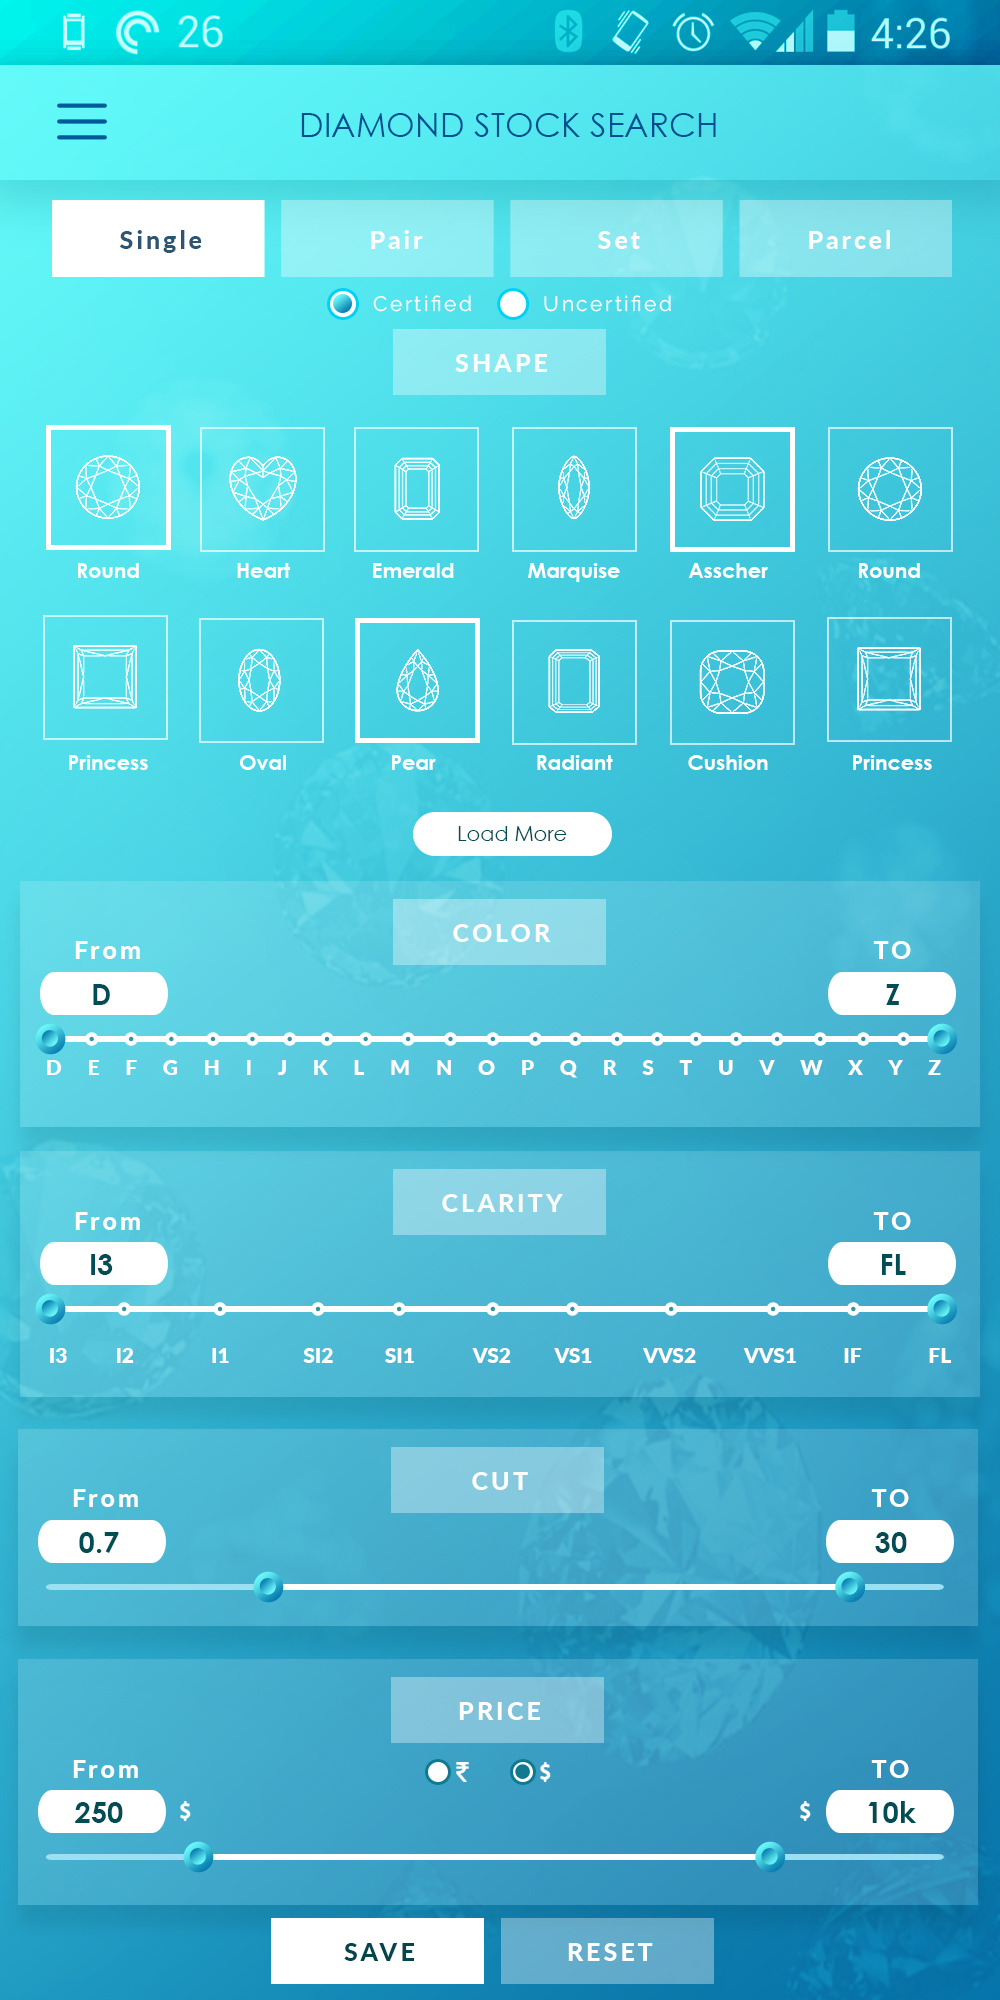 26 4:26
DIAMOND STOCK SEARCH
Single Pair Set Parcel
Certified Uncertified
SHAPE
Round Heart Emerald Marquise Asscher Round
Princess Oval Pear Radiant Cushion Princess
Load More
COLOR
From TO
D Z
D E F G H I J K L M N O P Q R S T U V W X Y Z
CLARITY
From TO
I3 FL
I3 I2 I1 SI2 SI1 VS2 VS1 VVS2 VVS1 IF FL
CUT
From TO
0.7 30
PRICE
From ₹ $ TO
250 $ $ 10k
SAVE RESET